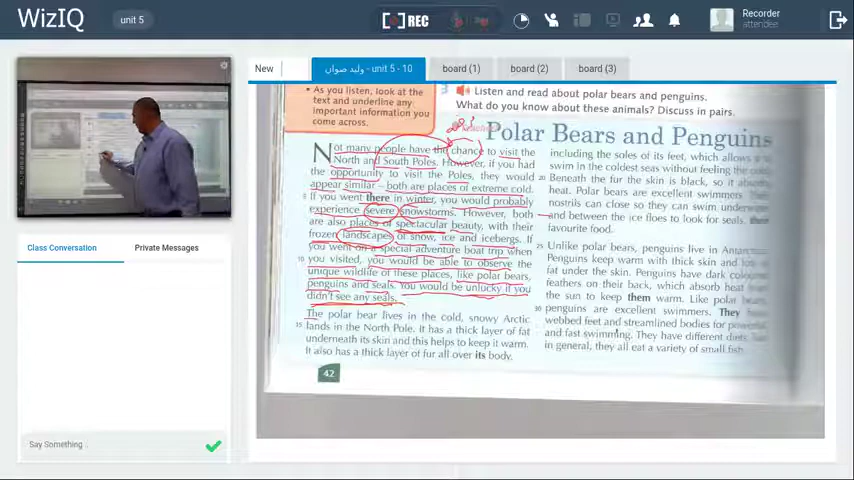 WizIQ
unit 5
REC
Recorder
attendee
New
وليد صوان - unit 5 - 10
board (1)
board (2)
board (3)
• As you listen, look at the
text and underline any
important information you
come across.
3 Listen and read about polar bears and penguins.
What do you know about these animals? Discuss in pairs.
Polar Bears and Penguins
Not many people have the chance to visit the
North and South Poles. However, if you had
the opportunity to visit the Poles, they would
appear similar – both are places of extreme cold.
5 If you went there in winter, you would probably
experience severe snowstorms. However, both
are also places of spectacular beauty, with their
frozen landscapes of snow, ice and icebergs. If
you went on a special adventure boat trip when
10 you visited, you would be able to observe the
unique wildlife of these places, like polar bears,
penguins and seals. You would be unlucky if you
didn't see any seals.
The polar bear lives in the cold, snowy Arctic
15 lands in the North Pole. It has a thick layer of fat
underneath its skin and this helps to keep it warm.
It also has a thick layer of fur all over its body,
including the soles of its feet, which allows it to
swim in the coldest seas without feeling the cold.
20 Beneath the fur the skin is black, so it absorbs
heat. Polar bears are excellent swimmers. Their
nostrils can close so they can swim underwater
and between the ice floes to look for seals, their
favourite food.
25 Unlike polar bears, penguins live in Antarctica.
Penguins keep warm with thick skin and lots of
fat under the skin. Penguins have dark coloured
feathers on their back, which absorb heat from
the sun to keep them warm. Like polar bears,
30 penguins are excellent swimmers. They have
webbed feet and streamlined bodies for powerful
and fast swimming. They have different diets, but
in general, they all eat a variety of small fish.
42
Class Conversation
Private Messages
Say Something